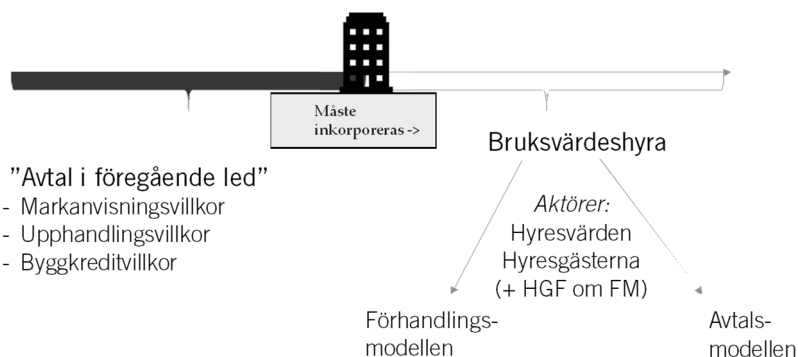 Måste
inkorporeras ->
”Avtal i föregående led”
- Markanvisningsvillkor
- Upphandlingsvillkor
- Byggkreditvillkor
Bruksvärdeshyra
Aktörer:
Hyresvärden
Hyresgästerna
(+ HGF om FM)
Förhandlings-
modellen
Avtals-
modellen